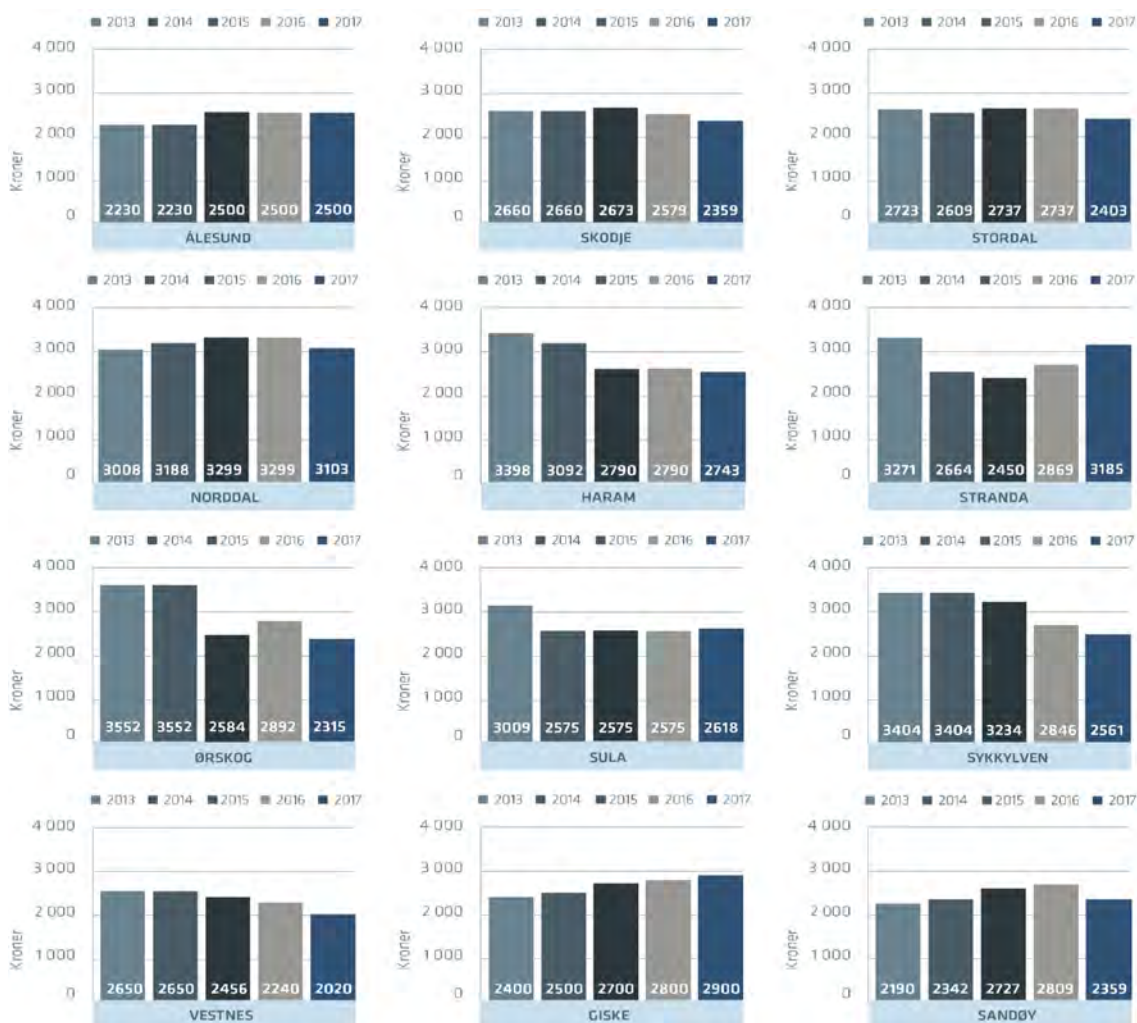 2013 2014 2015 2016 2017
4 000
3 000
2 000
1 000
0
Kroner
2230 2230 2500 2500 2500
ÅLESUND
2013 2014 2015 2016 2017
4 000
3 000
2 000
1 000
0
Kroner
2660 2660 2673 2579 2359
SKODJE
2013 2014 2015 2016 2017
4 000
3 000
2 000
1 000
0
Kroner
2723 2609 2737 2737 2403
STORDAL
2013 2014 2015 2016 2017
4 000
3 000
2 000
1 000
0
Kroner
3008 3188 3299 3299 3103
NORDDAL
2013 2014 2015 2016 2017
4 000
3 000
2 000
1 000
0
Kroner
3398 3092 2790 2790 2743
HARAM
2013 2014 2015 2016 2017
4 000
3 000
2 000
1 000
0
Kroner
3271 2664 2450 2869 3185
STRANDA
2013 2014 2015 2016 2017
4 000
3 000
2 000
1 000
0
Kroner
3552 3552 2584 2892 2315
ØRSKOG
2013 2014 2015 2016 2017
4 000
3 000
2 000
1 000
0
Kroner
3009 2575 2575 2575 2618
SULA
2013 2014 2015 2016 2017
4 000
3 000
2 000
1 000
0
Kroner
3404 3404 3234 2846 2561
SYKKYLVEN
2013 2014 2015 2016 2017
4 000
3 000
2 000
1 000
0
Kroner
2650 2650 2456 2240 2020
VESTNES
2013 2014 2015 2016 2017
4 000
3 000
2 000
1 000
0
Kroner
2400 2500 2700 2800 2900
GISKE
2013 2014 2015 2016 2017
4 000
3 000
2 000
1 000
0
Kroner
2190 2342 2727 2809 2359
SANDØY